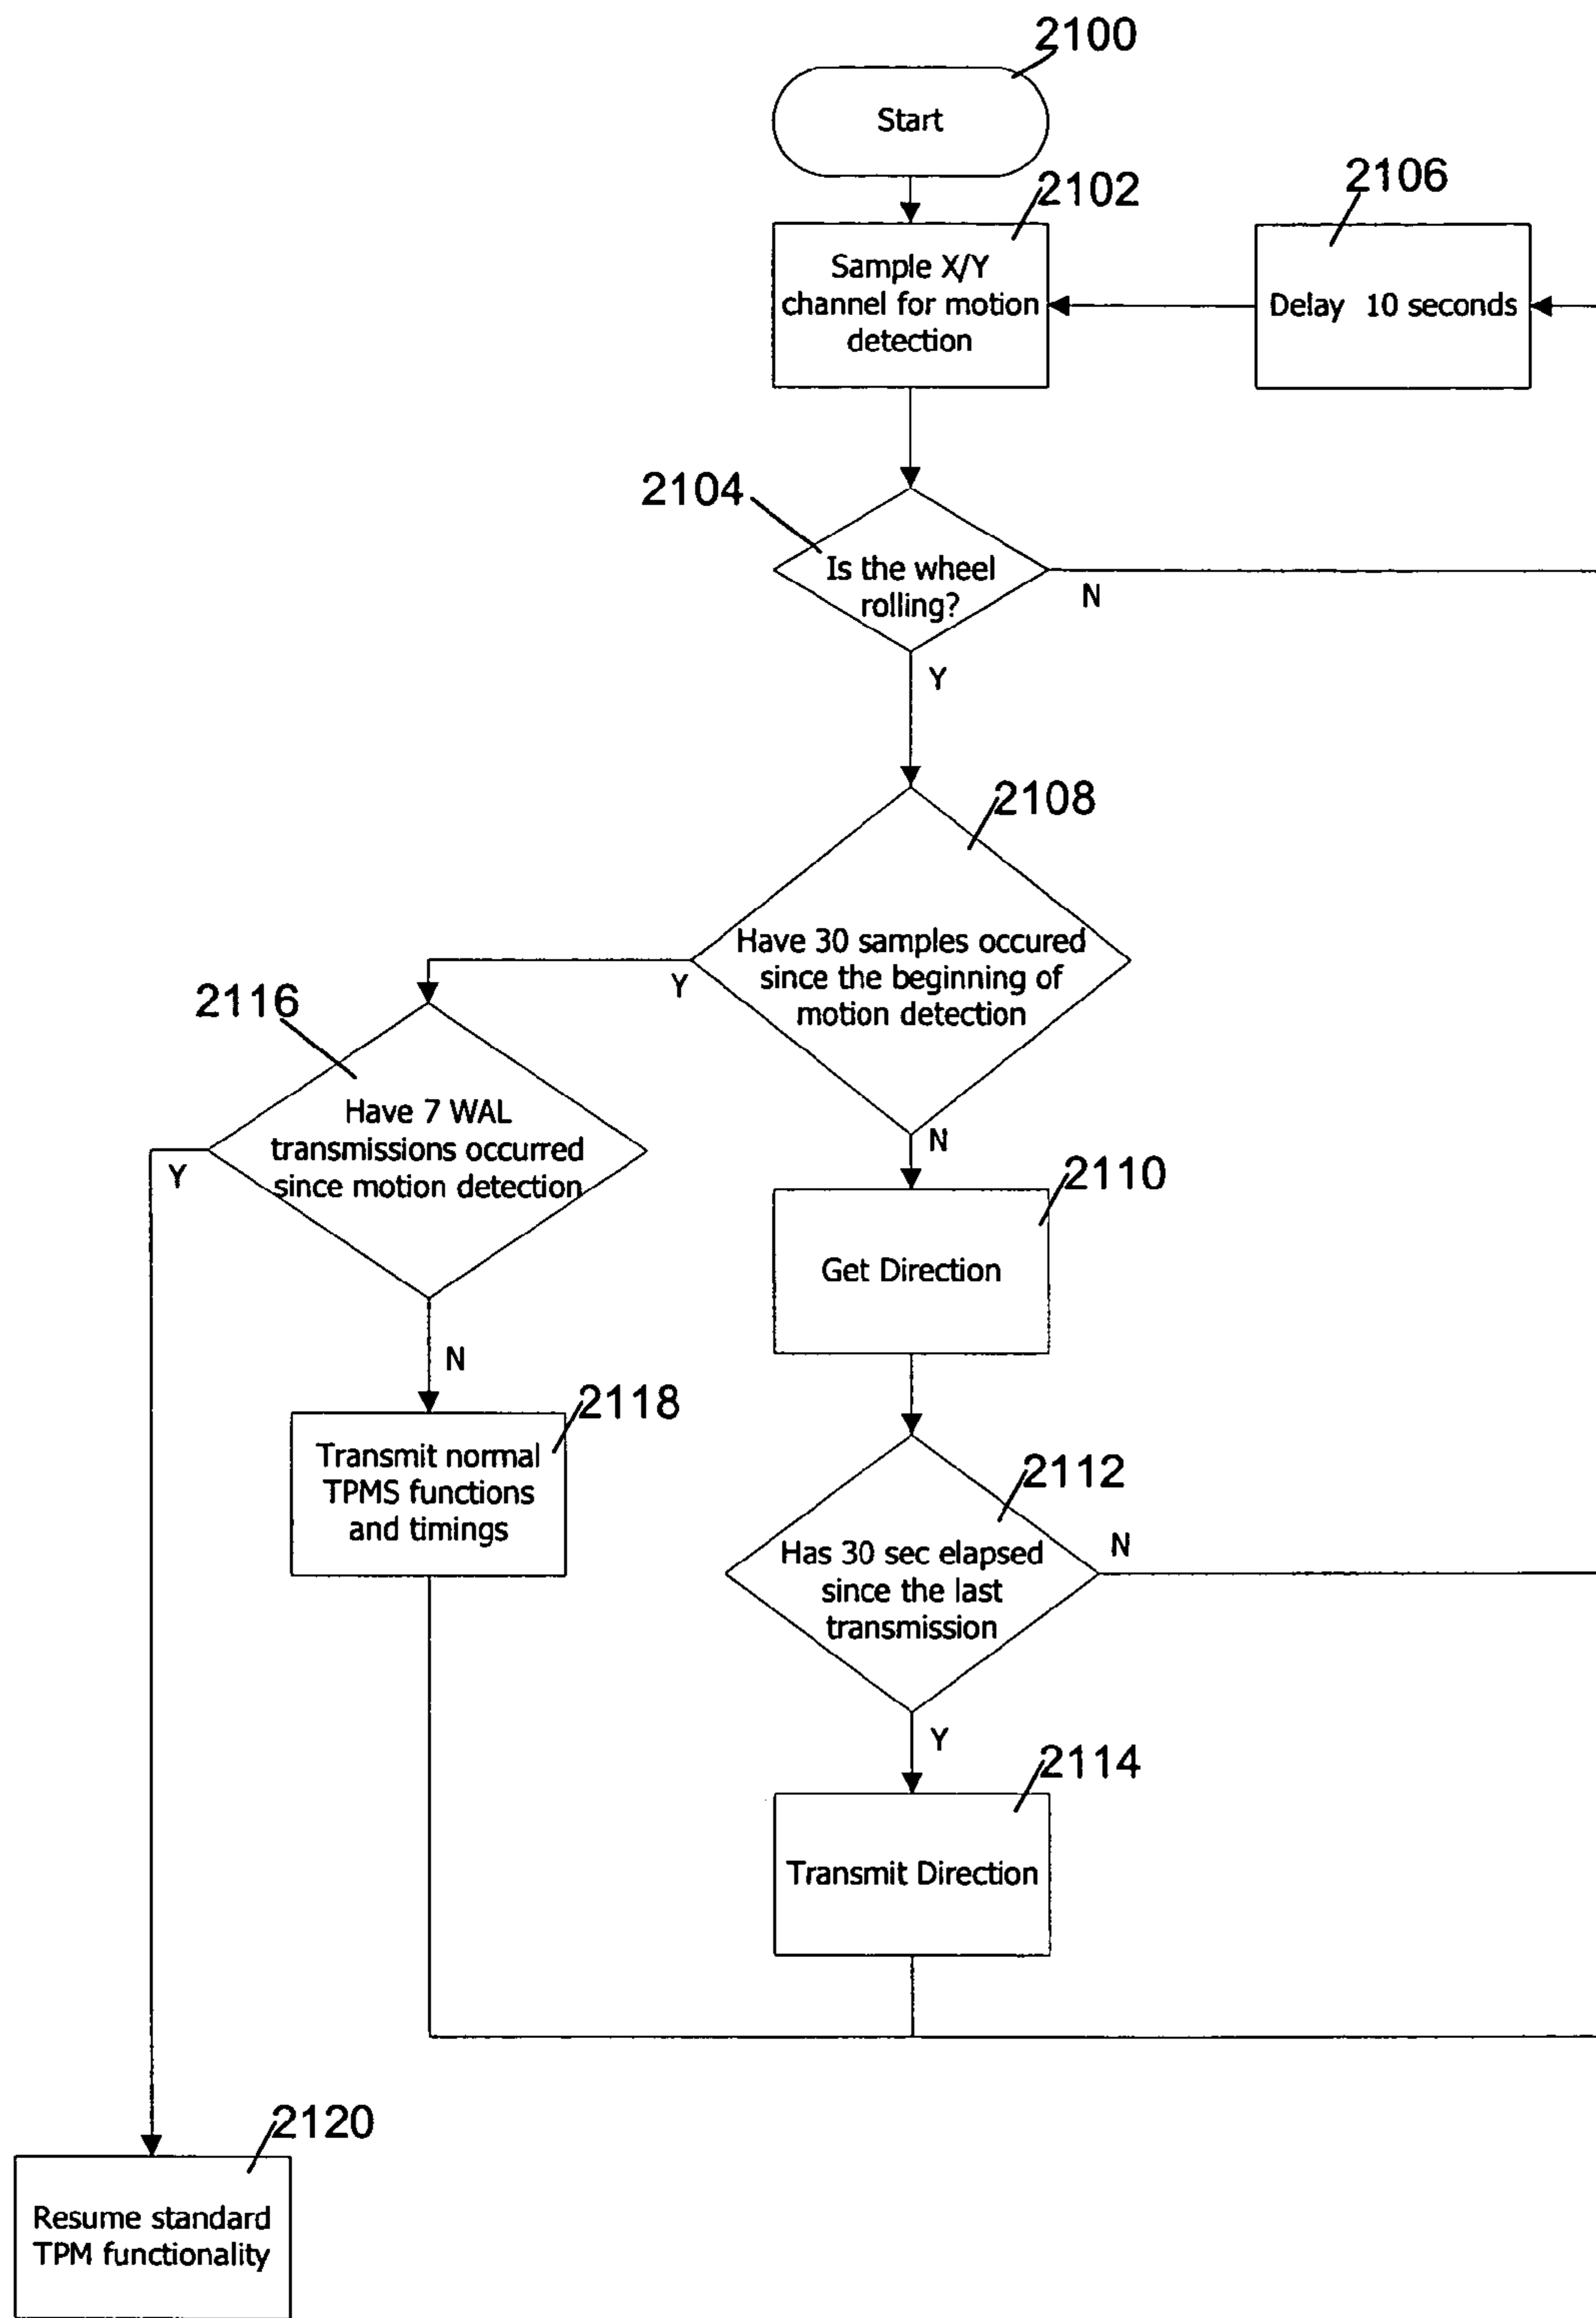 2100
Start
2102
Sample X/Y
channel for motion
detection
2106
Delay 10 seconds
2104
Is the wheel
rolling?
N
Y
2108
Have 30 samples occured
since the beginning of
motion detection
Y
N
2116
Have 7 WAL
transmissions occurred
since motion detection
Y
N
2110
Get Direction
2118
Transmit normal
TPMS functions
and timings
2112
Has 30 sec elapsed
since the last
transmission
N
Y
2114
Transmit Direction
2120
Resume standard
TPM functionality